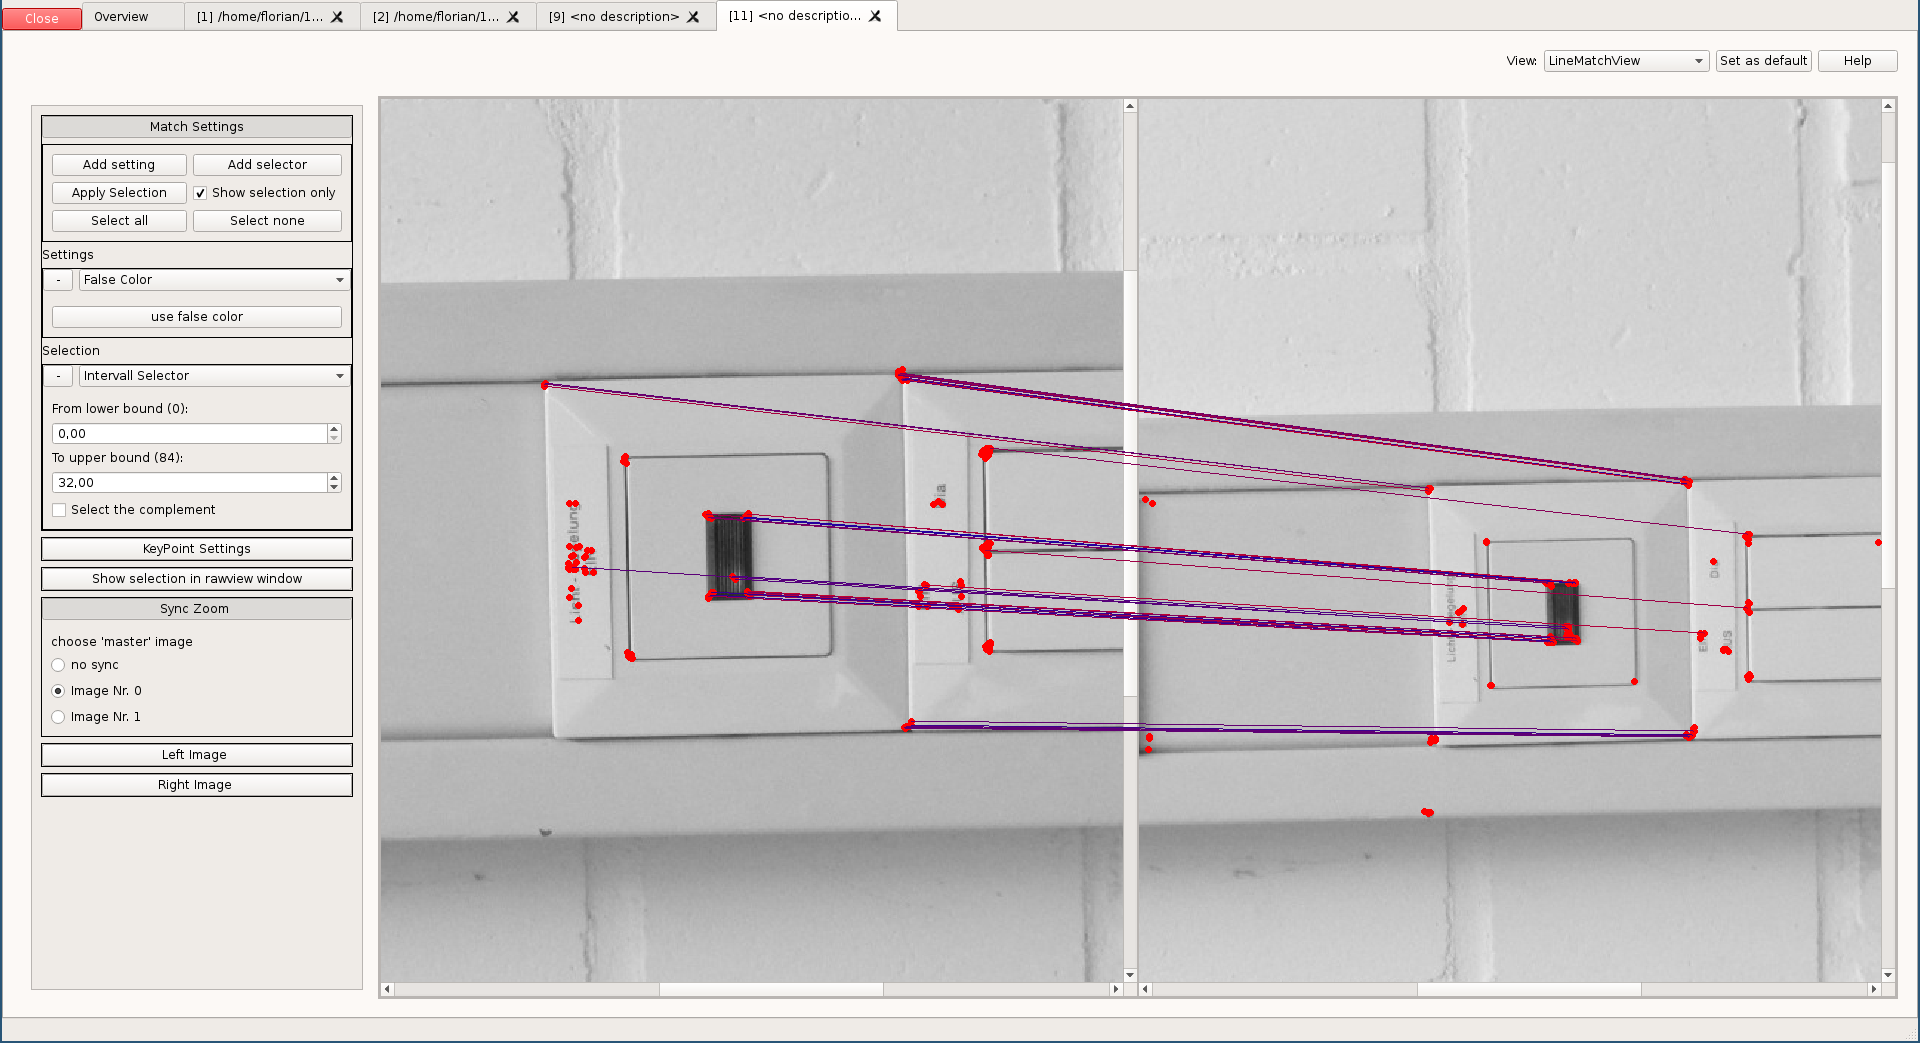 Close
Overview
[1] /home/florian/1...
[2] /home/florian/1...
[9] <no description>
[11] <no descriptio...
View:
LineMatchView
Set as default
Help
Match Settings
Add setting
Add selector
Apply Selection
Show selection only
Select all
Select none
Settings
-
False Color
use false color
Selection
-
Intervall Selector
From lower bound (0):
0,00
To upper bound (84):
32,00
Select the complement
KeyPoint Settings
Show selection in rawview window
Sync Zoom
choose 'master' image
no sync
Image Nr. 0
Image Nr. 1
Left Image
Right Image